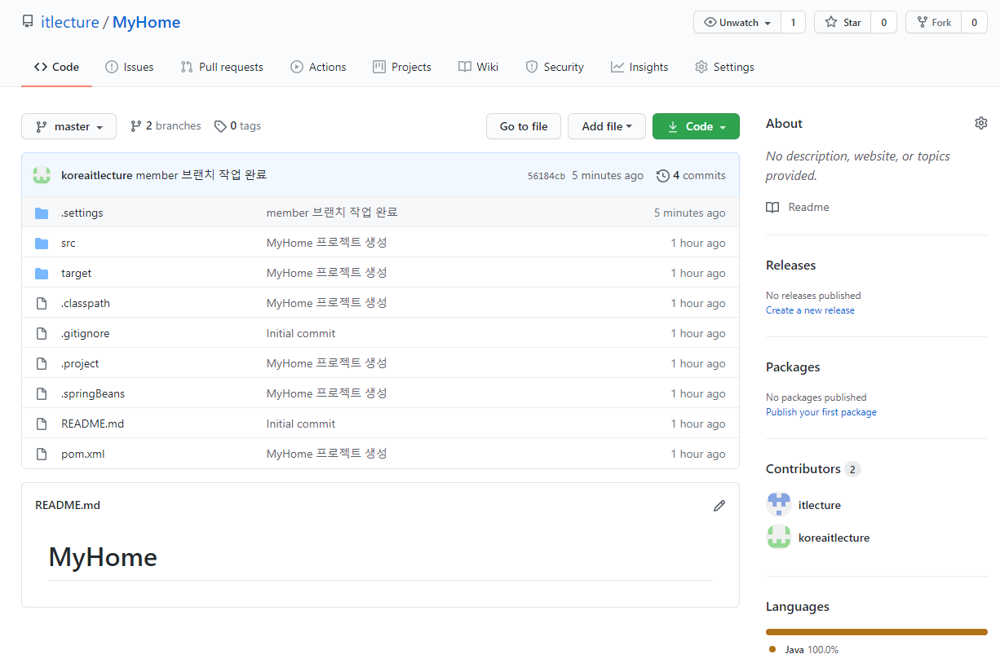 itlecture / MyHome
Unwatch 1 Star 0 Fork 0
Code Issues Pull requests Actions Projects Wiki Security Insights Settings
master 2 branches 0 tags Go to file Add file Code
koreaitlecture member 브랜치 작업 완료 56184cb 5 minutes ago 4 commits
.settings member 브랜치 작업 완료 5 minutes ago
src MyHome 프로젝트 생성 1 hour ago
target MyHome 프로젝트 생성 1 hour ago
.classpath MyHome 프로젝트 생성 1 hour ago
.gitignore Initial commit 1 hour ago
.project MyHome 프로젝트 생성 1 hour ago
.springBeans MyHome 프로젝트 생성 1 hour ago
README.md Initial commit 1 hour ago
pom.xml MyHome 프로젝트 생성 1 hour ago
README.md
MyHome
About
No description, website, or topics
provided.
Readme
Releases
No releases published
Create a new release
Packages
No packages published
Publish your first package
Contributors 2
itlecture
koreaitlecture
Languages
Java 100.0%